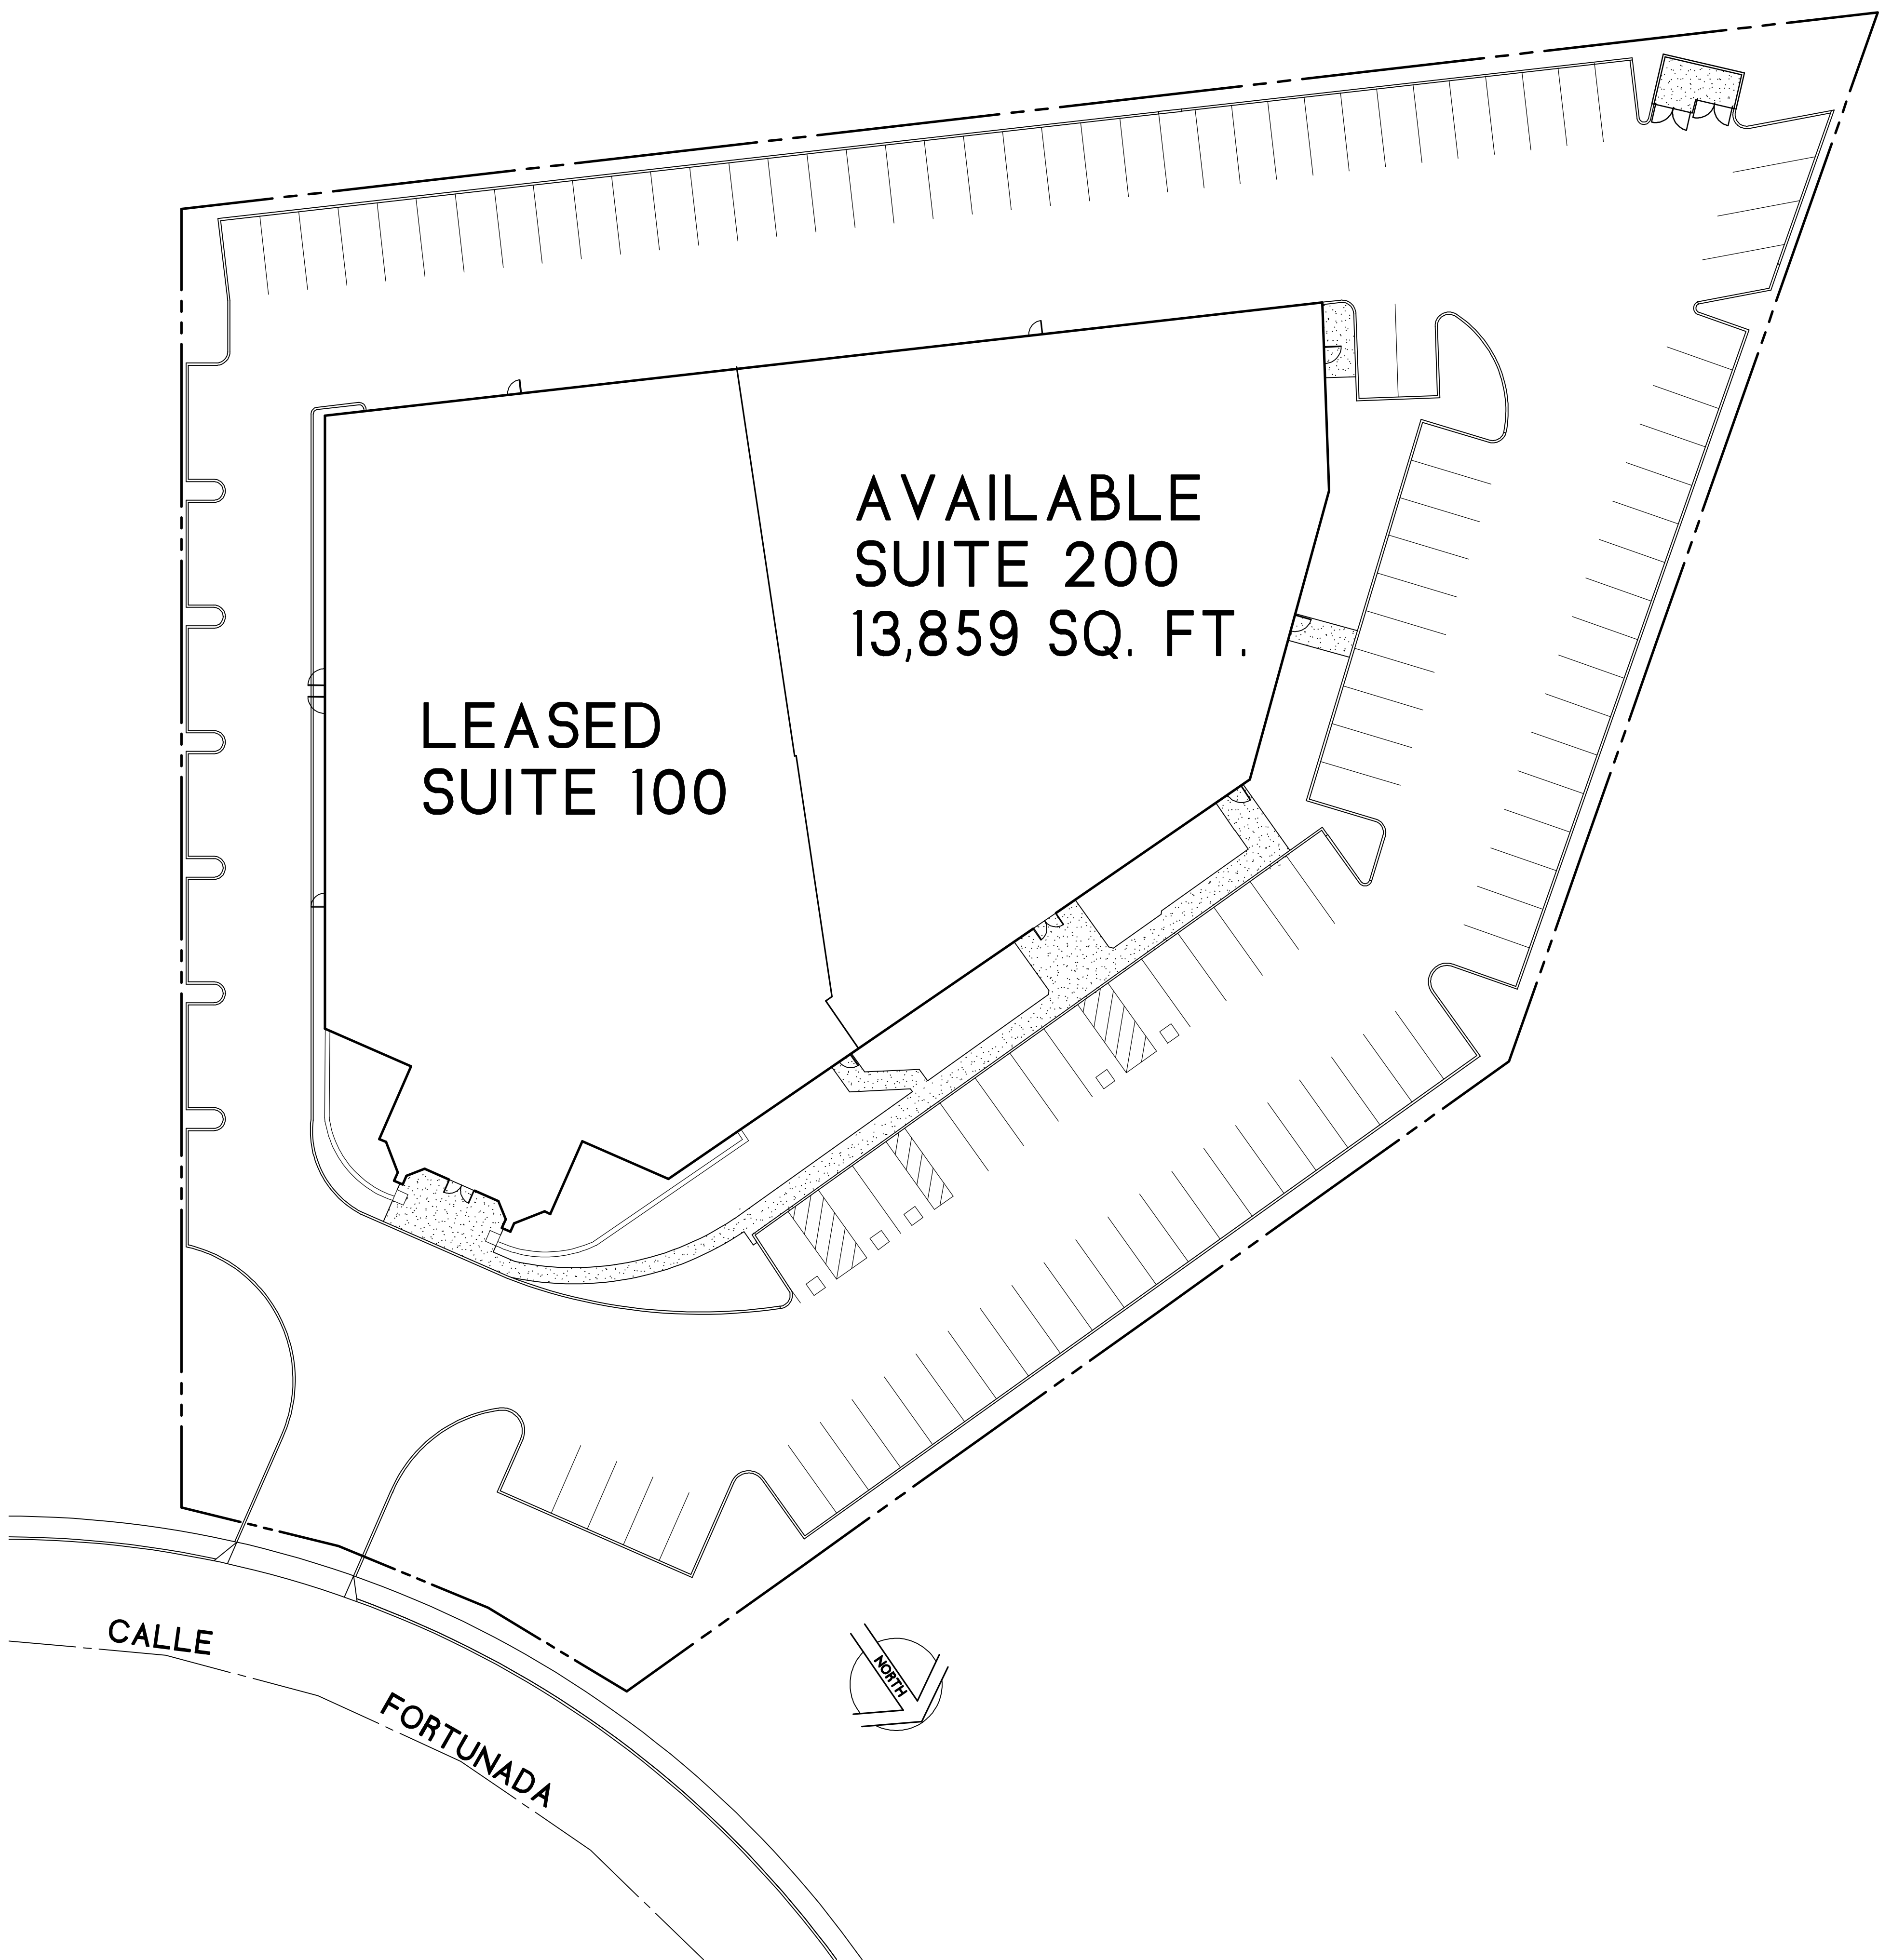 AVAILABLE
SUITE 200
13,859 SQ. FT.
LEASED
SUITE 100
CALLE
FORTUNADA
NORTH